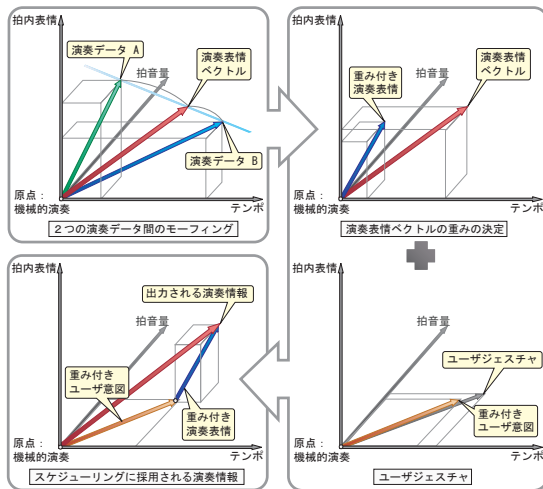 拍内表情
演奏データ A
拍音量
演奏表情
ベクトル
演奏データ B
原点：
機械的演奏
テンポ
２つの演奏データ間のモーフィング
拍内表情
重み付き
演奏表情
拍音量
演奏表情
ベクトル
原点：
機械的演奏
テンポ
演奏表情ベクトルの重みの決定
拍内表情
出力される演奏情報
拍音量
重み付き
ユーザ意図
重み付き
演奏表情
原点：
機械的演奏
テンポ
スケジューリングに採用される演奏情報
拍内表情
拍音量
ユーザジェスチャ
重み付き
ユーザ意図
原点：
機械的演奏
テンポ
ユーザジェスチャ